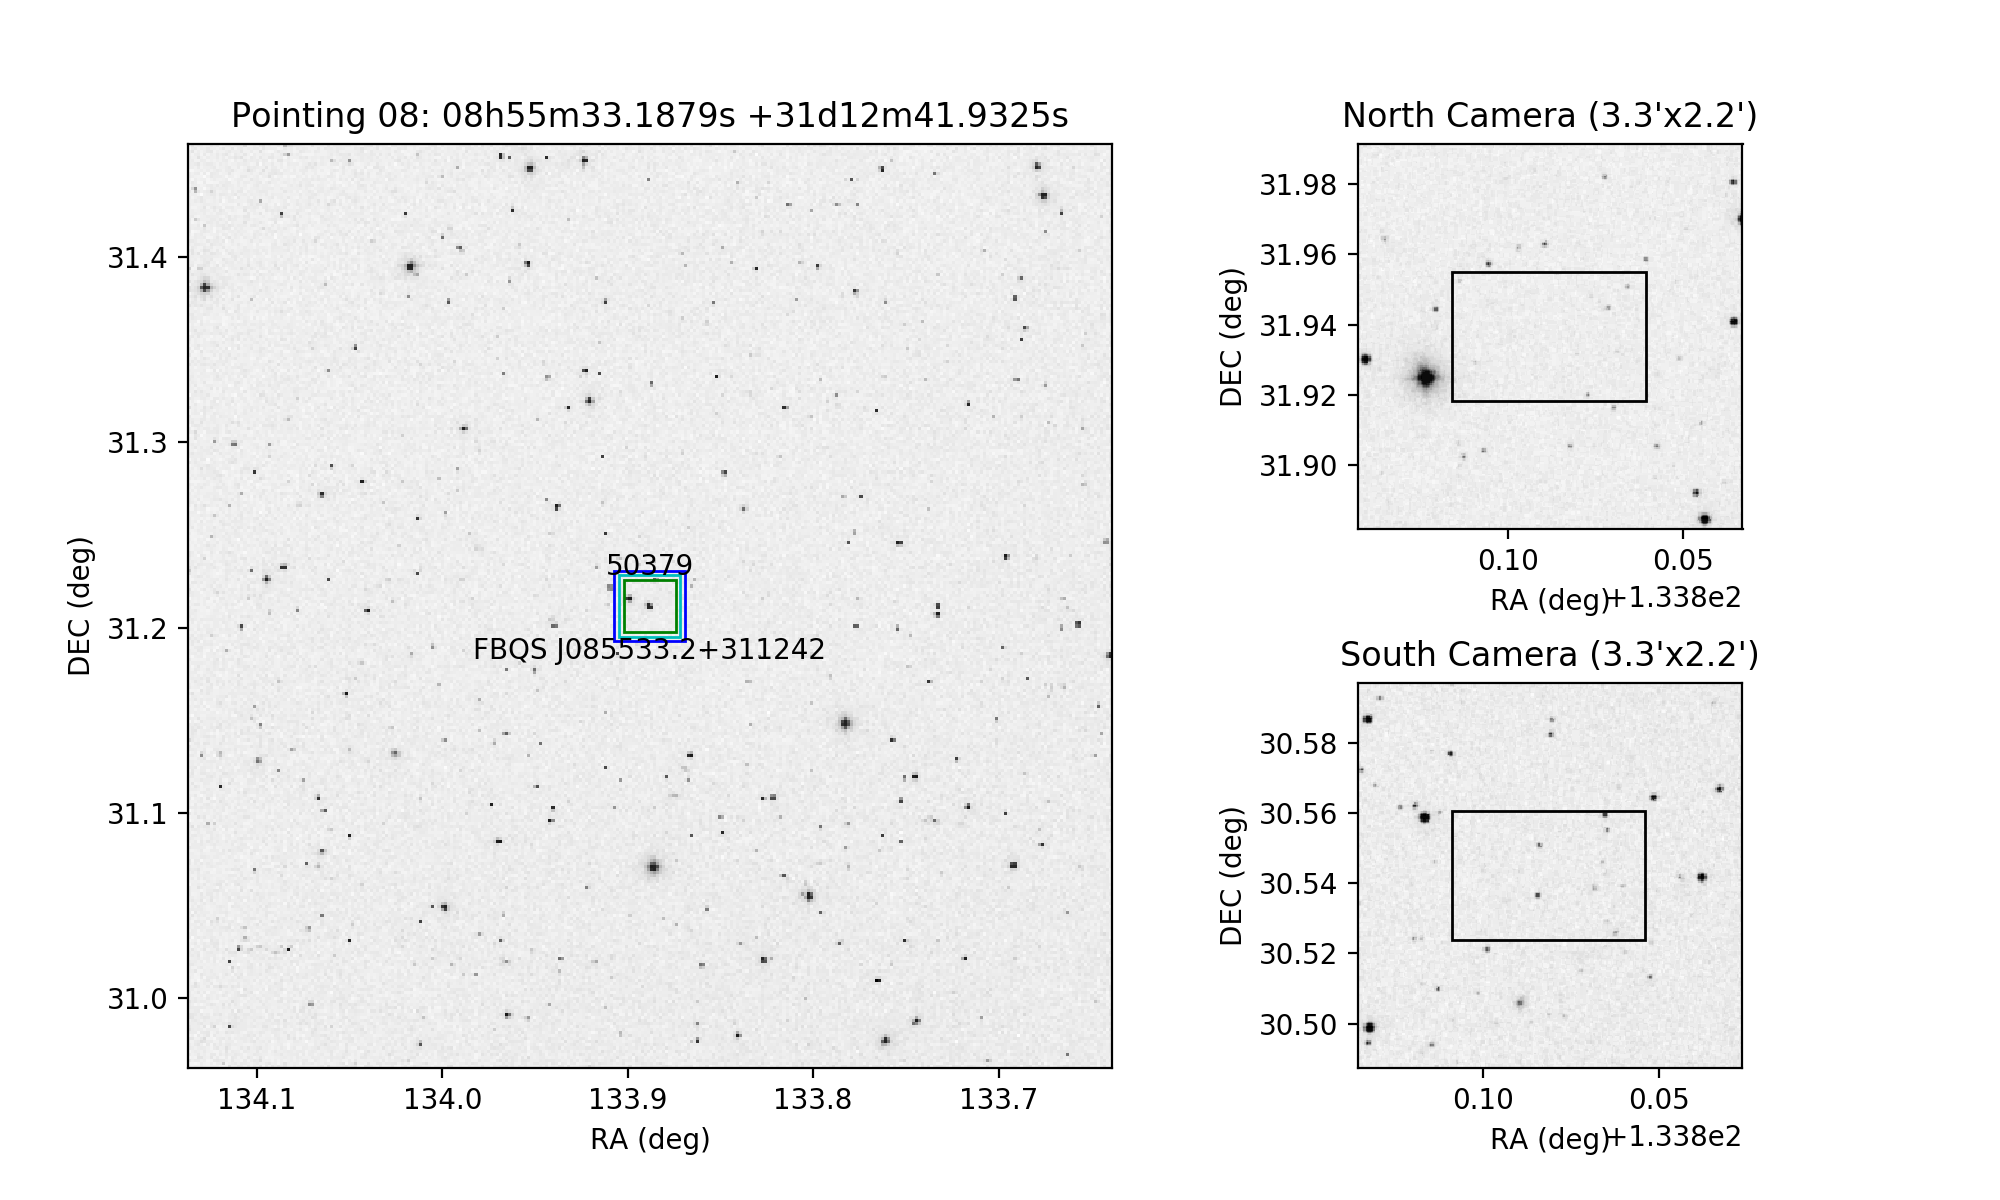 Pointing 08: 08h55m33.1879s +31d12m41.9325s
31.4
31.3
31.2
31.1
31.0
DEC (deg)
50379
FBQS J085533.2+311242
134.1 134.0 133.9 133.8 133.7
RA (deg)
North Camera (3.3'x2.2')
31.98
31.96
31.94
31.92
31.90
DEC (deg)
0.10 0.05
RA (deg) +1.338e2
South Camera (3.3'x2.2')
30.58
30.56
30.54
30.52
30.50
DEC (deg)
0.10 0.05
RA (deg) +1.338e2